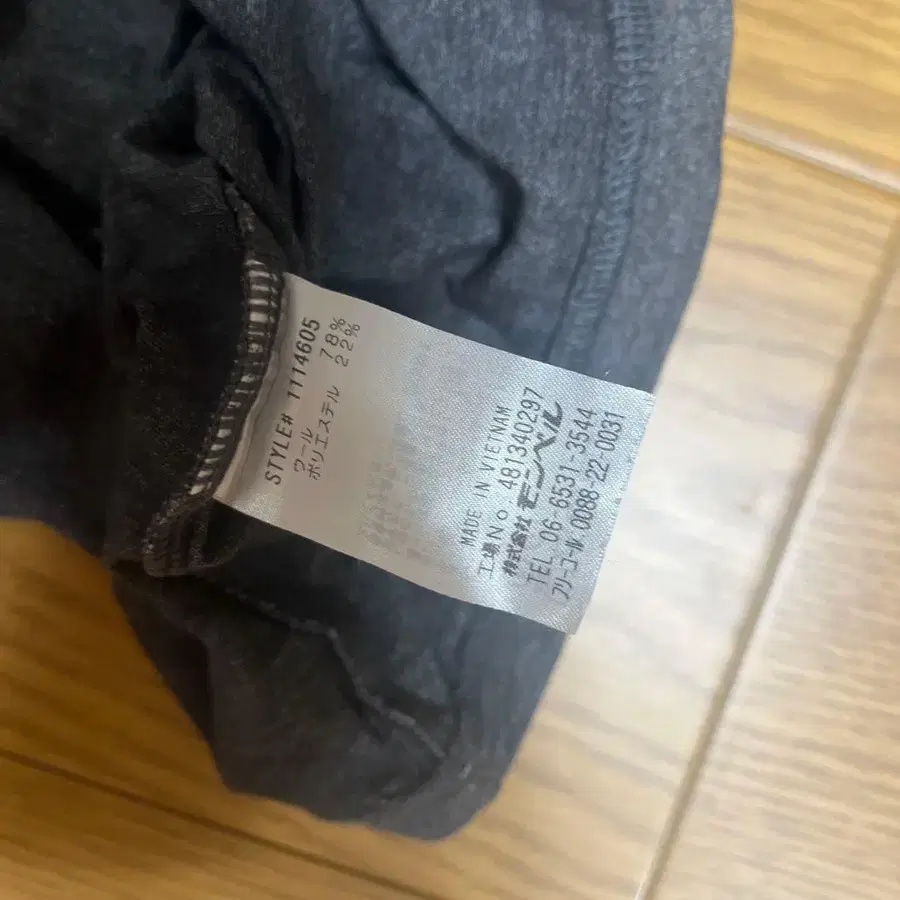 STYLE# 1114605
ウール 78%
ポリエステル 22%
MADE IN VIETNAM
工場No 481340297
株式会社 モンベル
TEL 06-6531-3544
フリーコール 0088-22-0031